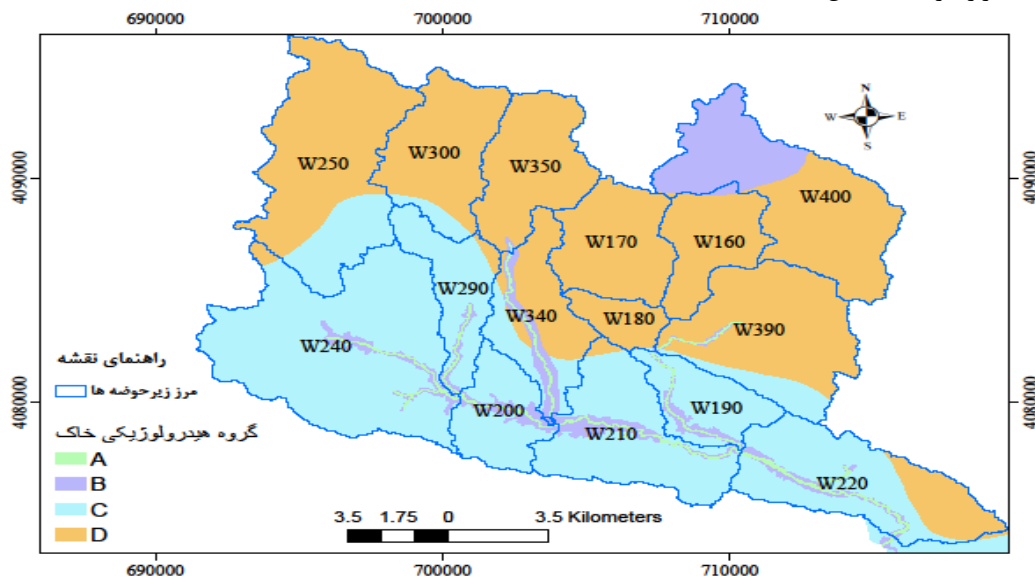 690000 700000 710000
N
W E
S
4090000 4090000
4080000 4080000
W250
W300
W350
W400
W170
W160
W290
W340
W180
W390
W240
W200
W210
W190
W220
راهنمای نقشه
مرز زیرحوضه ها
گروه هیدرولوژیکی خاک
A
B
C
D
3.5 1.75 0 3.5 Kilometers
690000 700000 710000